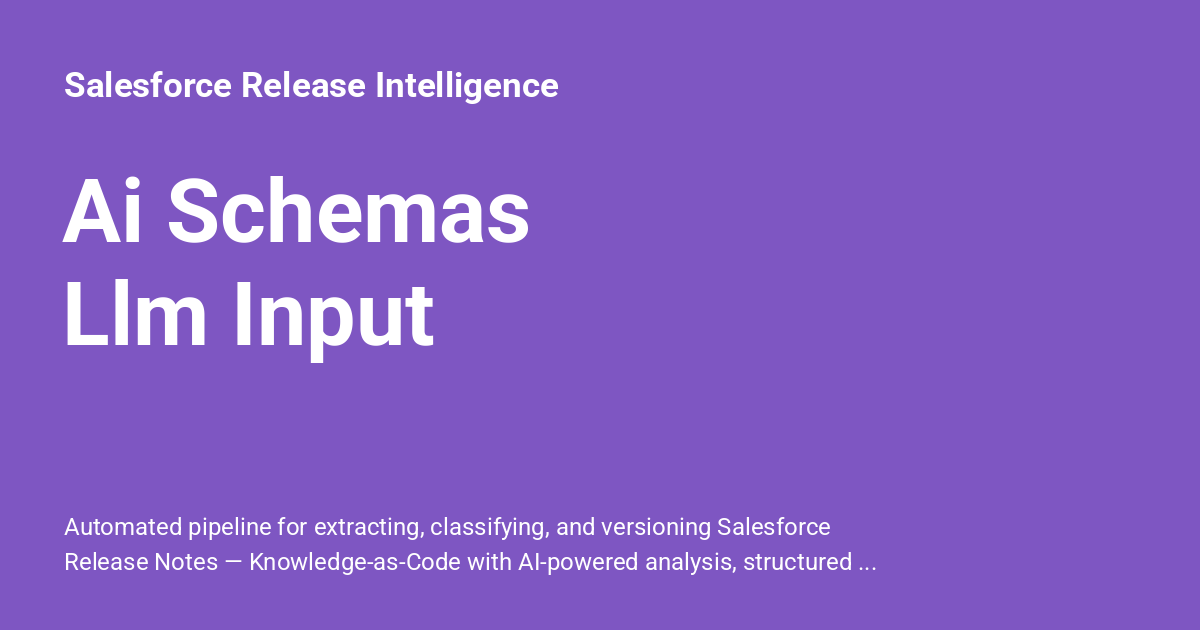 Salesforce Release Intelligence
Ai Schemas
Llm Input
Automated pipeline for extracting, classifying, and versioning Salesforce
Release Notes — Knowledge-as-Code with AI-powered analysis, structured ...